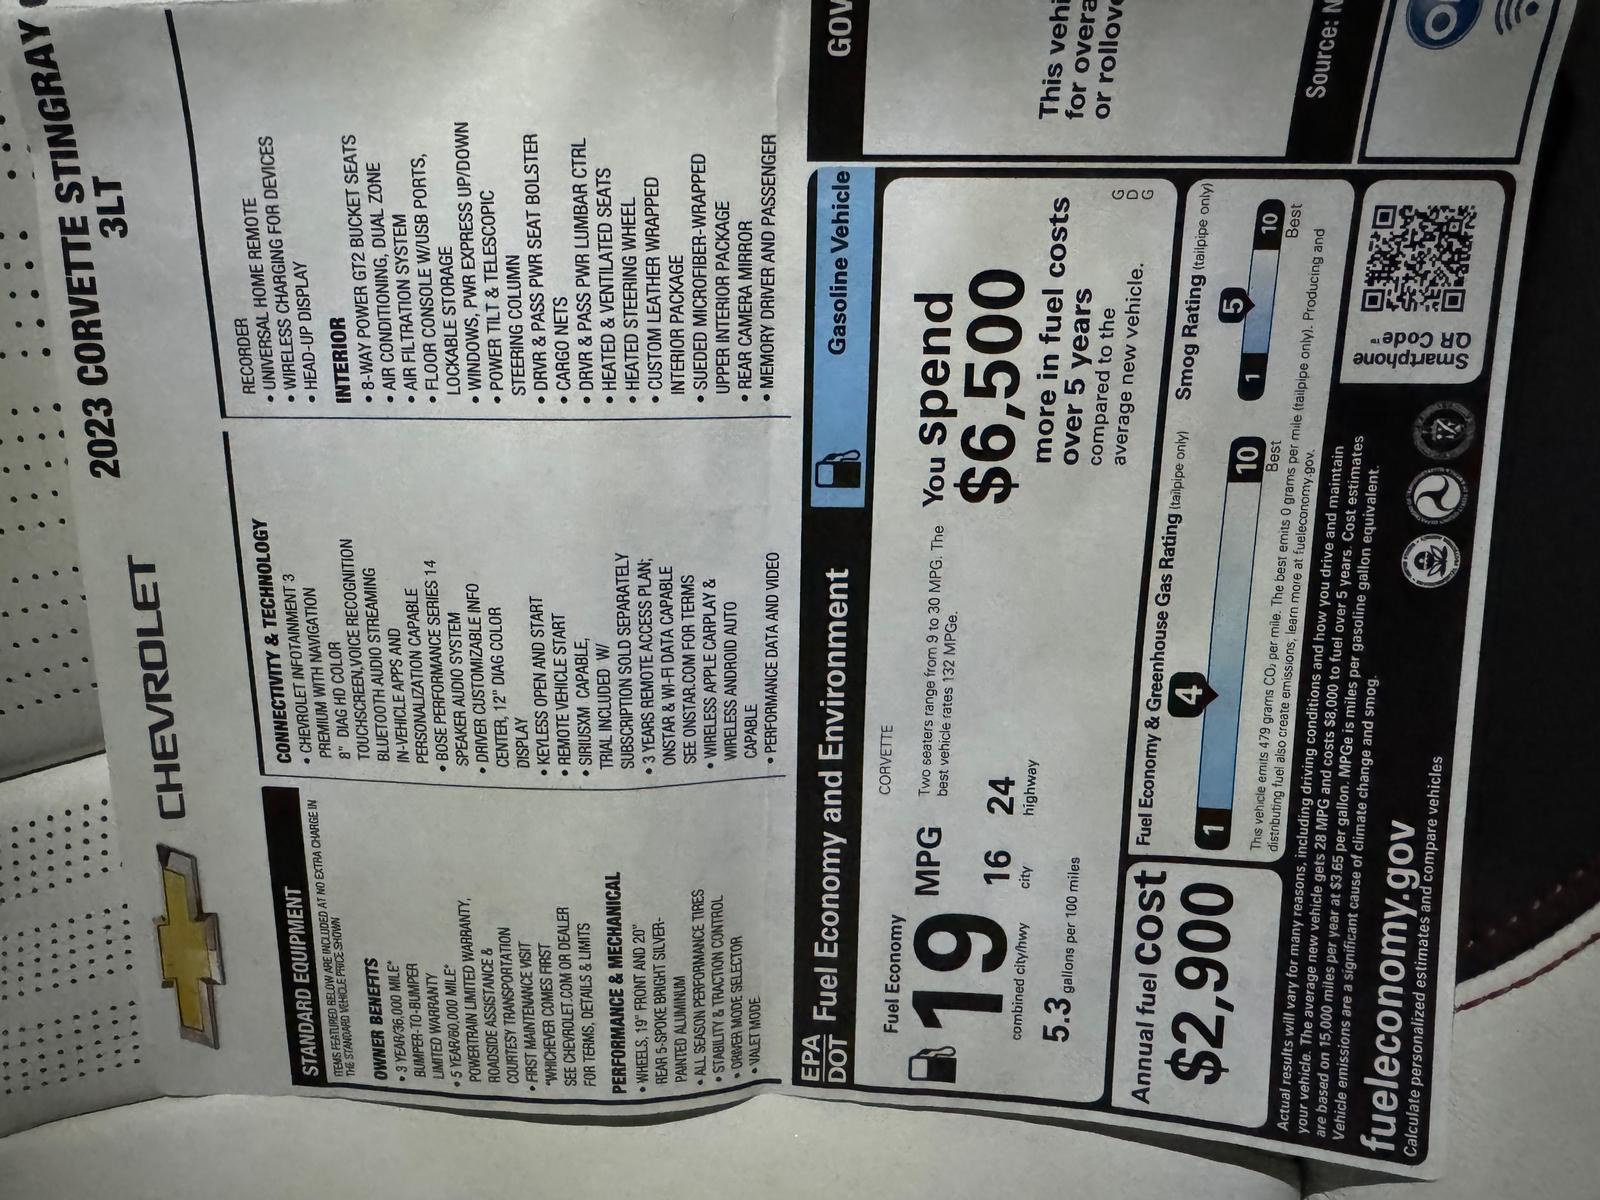 2023 CORVETTE STINGRAY
3LT
CHEVROLET
STANDARD EQUIPMENT
ITEMS FEATURED BELOW ARE INCLUDED AT NO EXTRA CHARGE IN
THE STANDARD VEHICLE PRICE SHOWN
OWNER BENEFITS
• 3 YEAR/36,000 MILE*
BUMPER-TO-BUMPER
LIMITED WARRANTY
• 5 YEAR/60,000 MILE*
POWERTRAIN LIMITED WARRANTY,
ROADSIDE ASSISTANCE &
COURTESY TRANSPORTATION
• FIRST MAINTENANCE VISIT
*WHICHEVER COMES FIRST
SEE CHEVROLET.COM OR DEALER
FOR TERMS, DETAILS & LIMITS
PERFORMANCE & MECHANICAL
• WHEELS, 19" FRONT AND 20"
REAR 5-SPOKE BRIGHT SILVER-
PAINTED ALUMINUM
• ALL SEASON PERFORMANCE TIRES
• STABILITY & TRACTION CONTROL
• DRIVER MODE SELECTOR
• VALET MODE
CONNECTIVITY & TECHNOLOGY
• CHEVROLET INFOTAINMENT 3
PREMIUM WITH NAVIGATION
8" DIAG HD COLOR
TOUCHSCREEN,VOICE RECOGNITION
BLUETOOTH AUDIO STREAMING
IN-VEHICLE APPS AND
PERSONALIZATION CAPABLE
• BOSE PERFORMANCE SERIES 14
SPEAKER AUDIO SYSTEM
• DRIVER CUSTOMIZABLE INFO
CENTER, 12" DIAG COLOR
DISPLAY
• KEYLESS OPEN AND START
• REMOTE VEHICLE START
• SIRIUSXM CAPABLE,
TRIAL INCLUDED W/
SUBSCRIPTION SOLD SEPARATELY
• 3 YEARS REMOTE ACCESS PLAN;
ONSTAR & WI-FI DATA CAPABLE
SEE ONSTAR.COM FOR TERMS
• WIRELESS APPLE CARPLAY &
WIRELESS ANDROID AUTO
CAPABLE
• PERFORMANCE DATA AND VIDEO
RECORDER
• UNIVERSAL HOME REMOTE
• WIRELESS CHARGING FOR DEVICES
• HEAD-UP DISPLAY
INTERIOR
• 8-WAY POWER GT2 BUCKET SEATS
• AIR CONDITIONING, DUAL ZONE
• AIR FILTRATION SYSTEM
• FLOOR CONSOLE W/USB PORTS,
LOCKABLE STORAGE
• WINDOWS, PWR EXPRESS UP/DOWN
• POWER TILT & TELESCOPIC
STEERING COLUMN
• DRVR & PASS PWR SEAT BOLSTER
• CARGO NETS
• DRVR & PASS PWR LUMBAR CTRL
• HEATED & VENTILATED SEATS
• HEATED STEERING WHEEL
• CUSTOM LEATHER WRAPPED
INTERIOR PACKAGE
• SUEDED MICROFIBER-WRAPPED
UPPER INTERIOR PACKAGE
• REAR CAMERA MIRROR
• MEMORY DRIVER AND PASSENGER
EPA
DOT Fuel Economy and Environment
Gasoline Vehicle
Fuel Economy
19 MPG
combined city/hwy
16
city
24
highway
5.3 gallons per 100 miles
CORVETTE
Two seaters range from 9 to 30 MPG. The
best vehicle rates 132 MPGe.
You spend
$6,500
more in fuel costs
over 5 years
compared to the
average new vehicle.
G
D
G
Annual fuel cost
$2,900
Fuel Economy & Greenhouse Gas Rating (tailpipe only)
1
4
10
Best
Smog Rating (tailpipe only)
1
5
10
Best
This vehicle emits 479 grams CO₂ per mile. The best emits 0 grams per mile (tailpipe only). Producing and
distributing fuel also create emissions; learn more at fueleconomy.gov.
Actual results will vary for many reasons, including driving conditions and how you drive and maintain
your vehicle. The average new vehicle gets 28 MPG and costs $8,000 to fuel over 5 years. Cost estimates
are based on 15,000 miles per year at $3.65 per gallon. MPGe is miles per gasoline gallon equivalent.
Vehicle emissions are a significant cause of climate change and smog.
fueleconomy.gov
Calculate personalized estimates and compare vehicles
Smartphone
QR Code™
GOV
This vehi
for overa
or rollove
Source: N